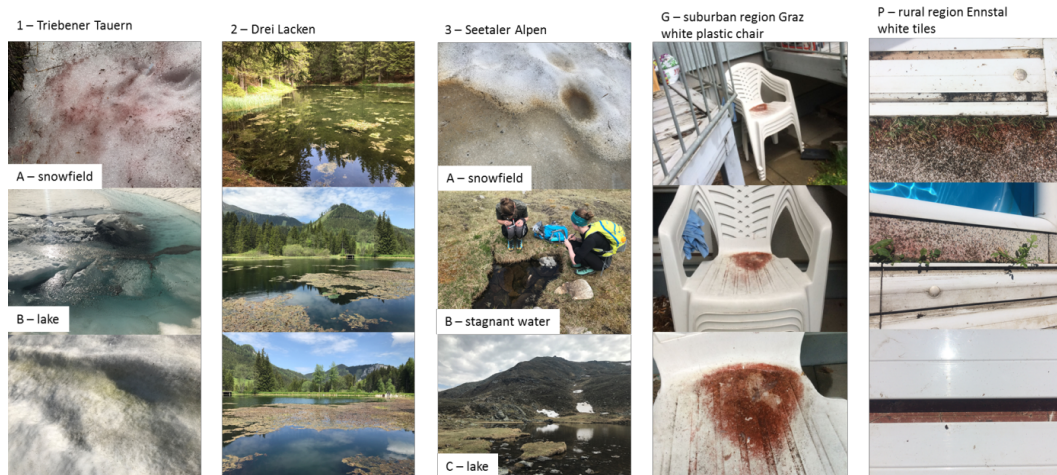 1 – Triebener Tauern
A – snowfield
B – lake
2 – Drei Lacken
3 – Seetaler Alpen
A – snowfield
B – stagnant water
C – lake
G – suburban region Graz
white plastic chair
P – rural region Ennstal
white tiles